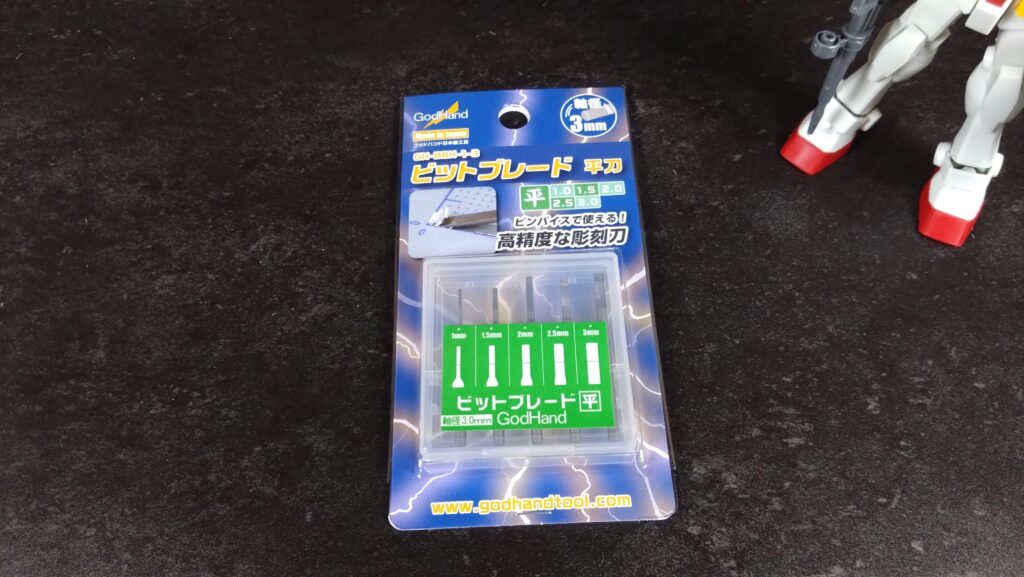 GodHand
Made in Japan
ゴッドハンド日本製工具
軸径
3mm
GH-BBH-1-3
ビットブレード 平刀
平 1.0 1.5 2.0
2.5 3.0
ピンバイスで使える!
高精度な彫刻刀
1mm 1.5mm 2mm 2.5mm 3mm
ビットブレード 平
軸径3.0mm GodHand
www.godhandtool.com